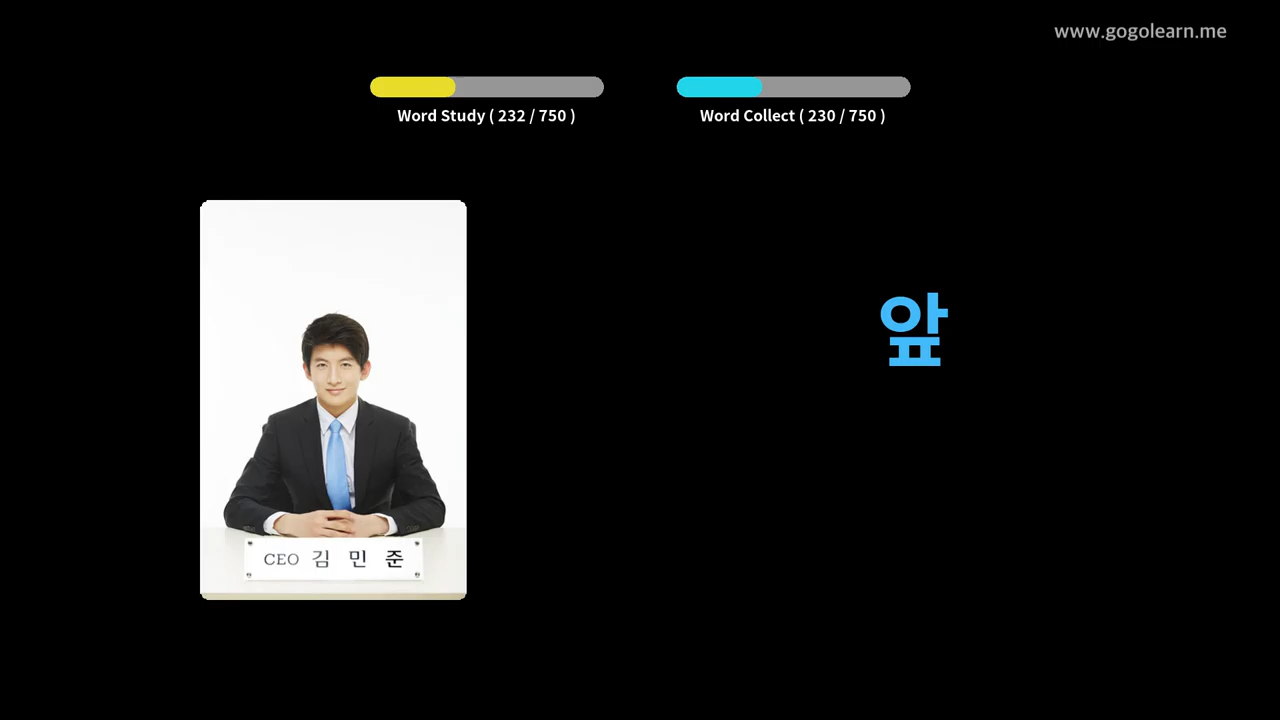 www.gogolearn.me
Word Study ( 232 / 750 )
Word Collect ( 230 / 750 )
앞
CEO 김 민 준